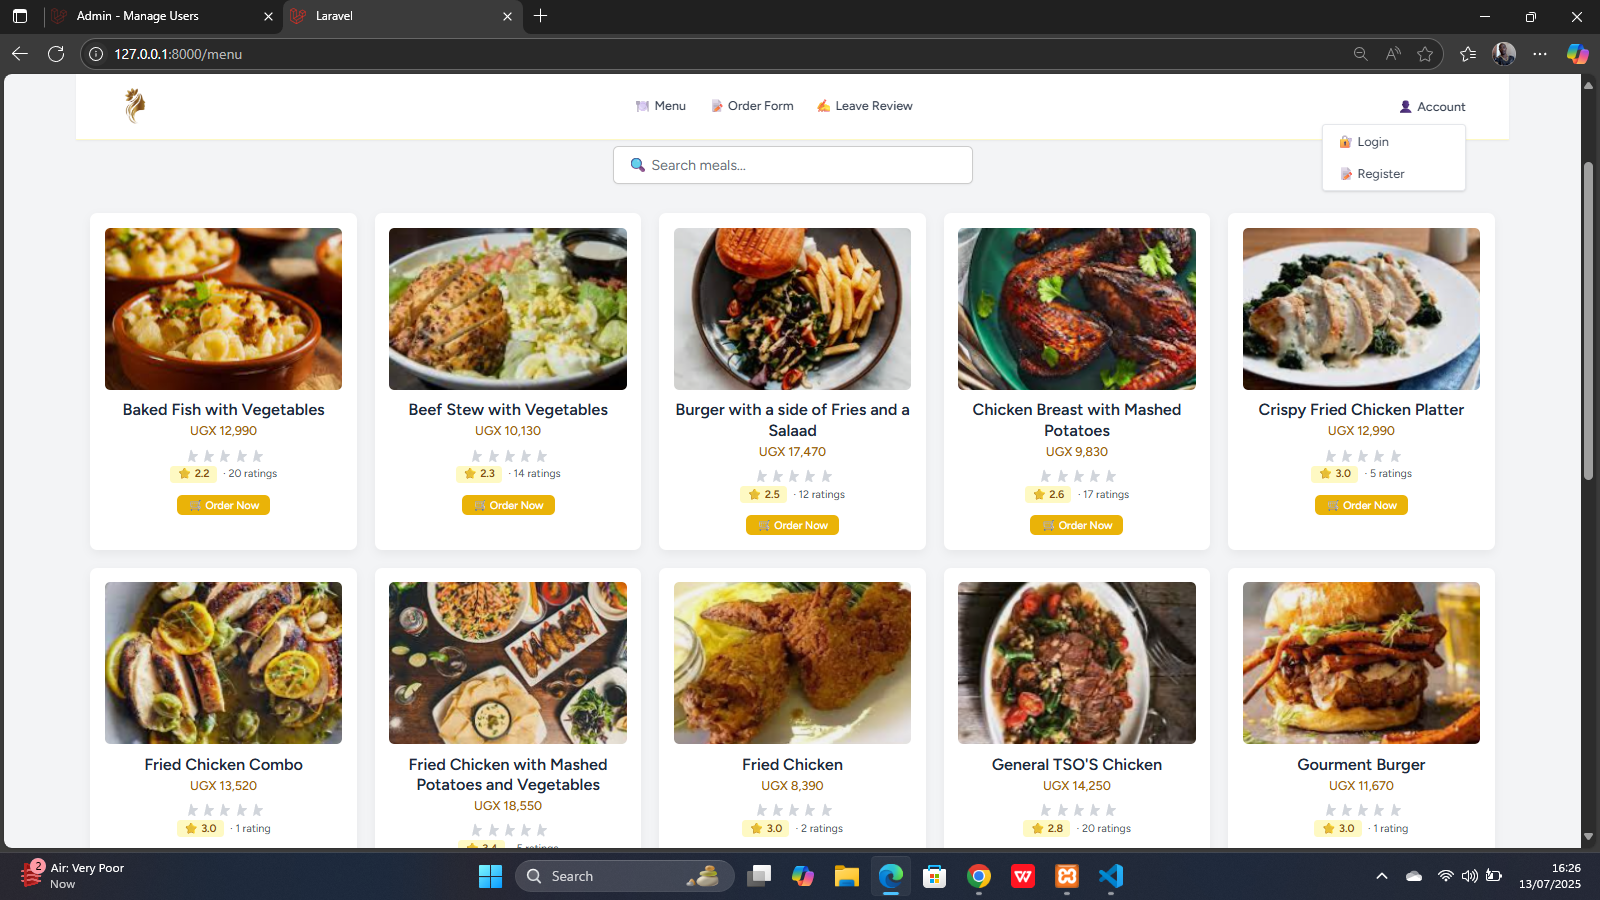 Admin - Manage Users
Laravel
127.0.0.1:8000/menu
Menu
Order Form
Leave Review
Account
Login
Register
Search meals...
Baked Fish with Vegetables
UGX 12,990
2.2 · 20 ratings
Order Now
Beef Stew with Vegetables
UGX 10,130
2.3 · 14 ratings
Order Now
Burger with a side of Fries and a
Salaad
UGX 17,470
2.5 · 12 ratings
Order Now
Chicken Breast with Mashed
Potatoes
UGX 9,830
2.6 · 17 ratings
Order Now
Crispy Fried Chicken Platter
UGX 12,990
3.0 · 5 ratings
Order Now
Fried Chicken Combo
UGX 13,520
3.0 · 1 rating
Fried Chicken with Mashed
Potatoes and Vegetables
UGX 18,550
Fried Chicken
UGX 8,390
3.0 · 2 ratings
General TSO'S Chicken
UGX 14,250
2.8 · 20 ratings
Gourment Burger
UGX 11,670
3.0 · 1 rating
2
Air: Very Poor
Now
Search
16:26
13/07/2025